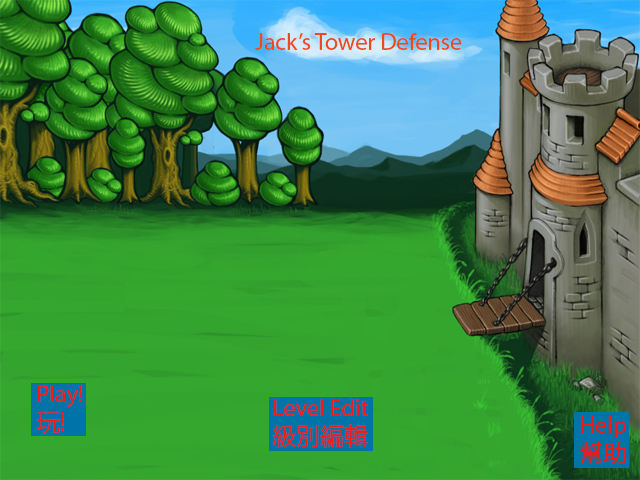 Jack’s Tower Defense
Play!
玩!
Level Edit
級別編輯
Help
幫助